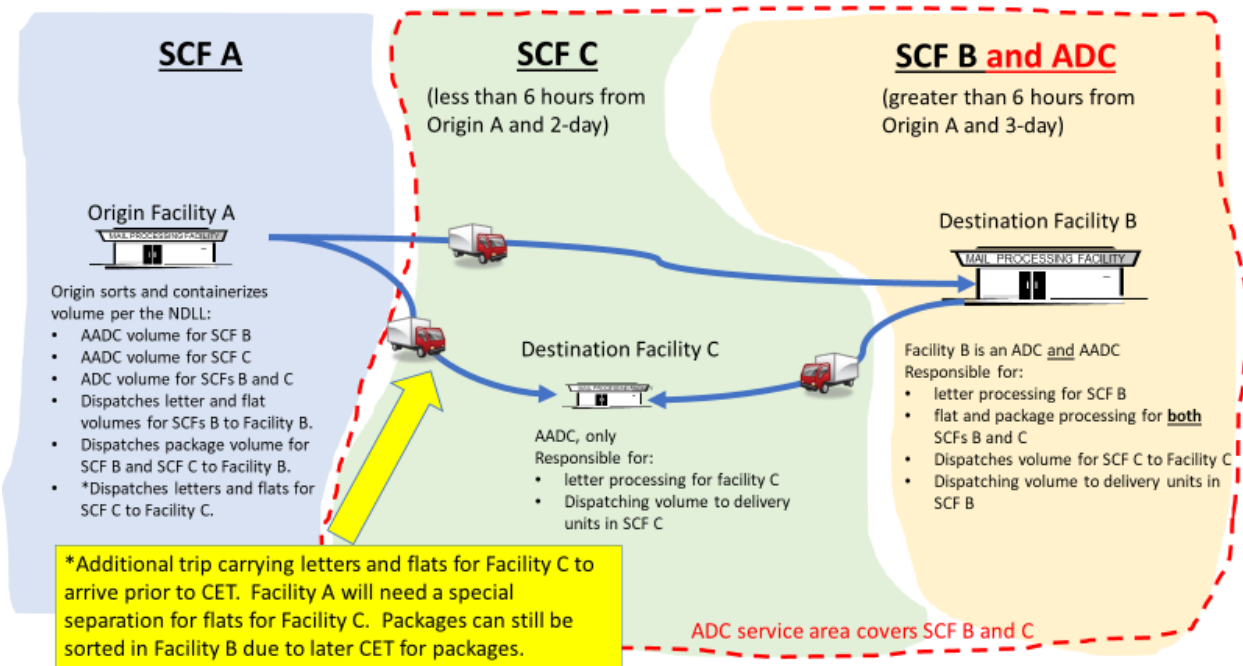 SCF A
Origin Facility A
MAIL PROCESSING FACILITY
Origin sorts and containerizes
volume per the NDLL:
• AADC volume for SCF B
• AADC volume for SCF C
• ADC volume for SCFs B and C
• Dispatches letter and flat
volumes for SCFs B to Facility B.
• Dispatches package volume for
SCF B and SCF C to Facility B.
• *Dispatches letters and flats for
SCF C to Facility C.
*Additional trip carrying letters and flats for Facility C to
arrive prior to CET.  Facility A will need a special
separation for flats for Facility C.  Packages can still be
sorted in Facility B due to later CET for packages.
SCF C
(less than 6 hours from
Origin A and 2-day)
Destination Facility C
AADC, only
Responsible for:
• letter processing for facility C
• Dispatching volume to delivery
units in SCF C
SCF B and ADC
(greater than 6 hours from
Origin A and 3-day)
Destination Facility B
MAIL PROCESSING FACILITY
Facility B is an ADC and AADC
Responsible for:
• letter processing for SCF B
• flat and package processing for both
SCFs B and C
• Dispatches volume for SCF C to Facility C
• Dispatching volume to delivery units in
SCF B
ADC service area covers SCF B and C